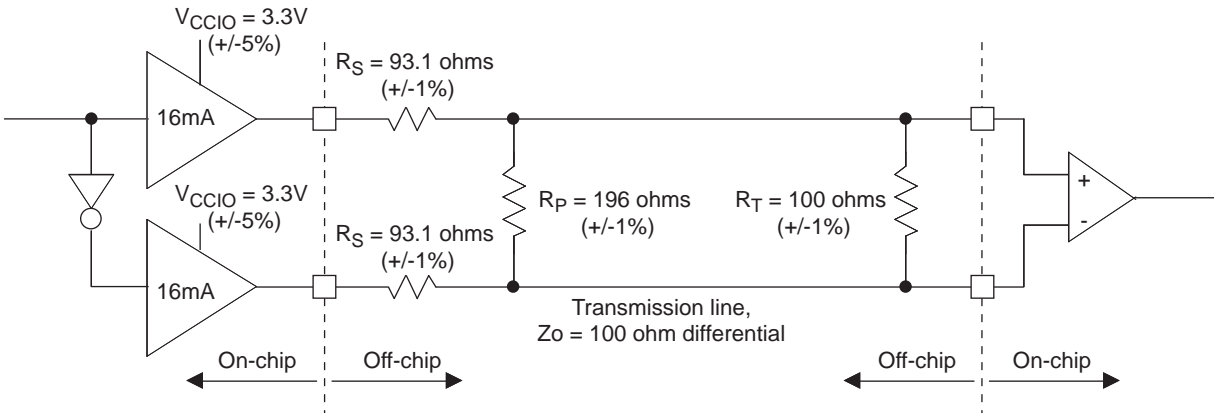 V_CCIO = 3.3V
(+/-5%)
R_S = 93.1 ohms
(+/-1%)
16mA
V_CCIO = 3.3V
(+/-5%)
R_P = 196 ohms
(+/-1%)
R_T = 100 ohms
(+/-1%)
+
-
R_S = 93.1 ohms
(+/-1%)
16mA
Transmission line,
Zo = 100 ohm differential
On-chip
Off-chip
Off-chip
On-chip